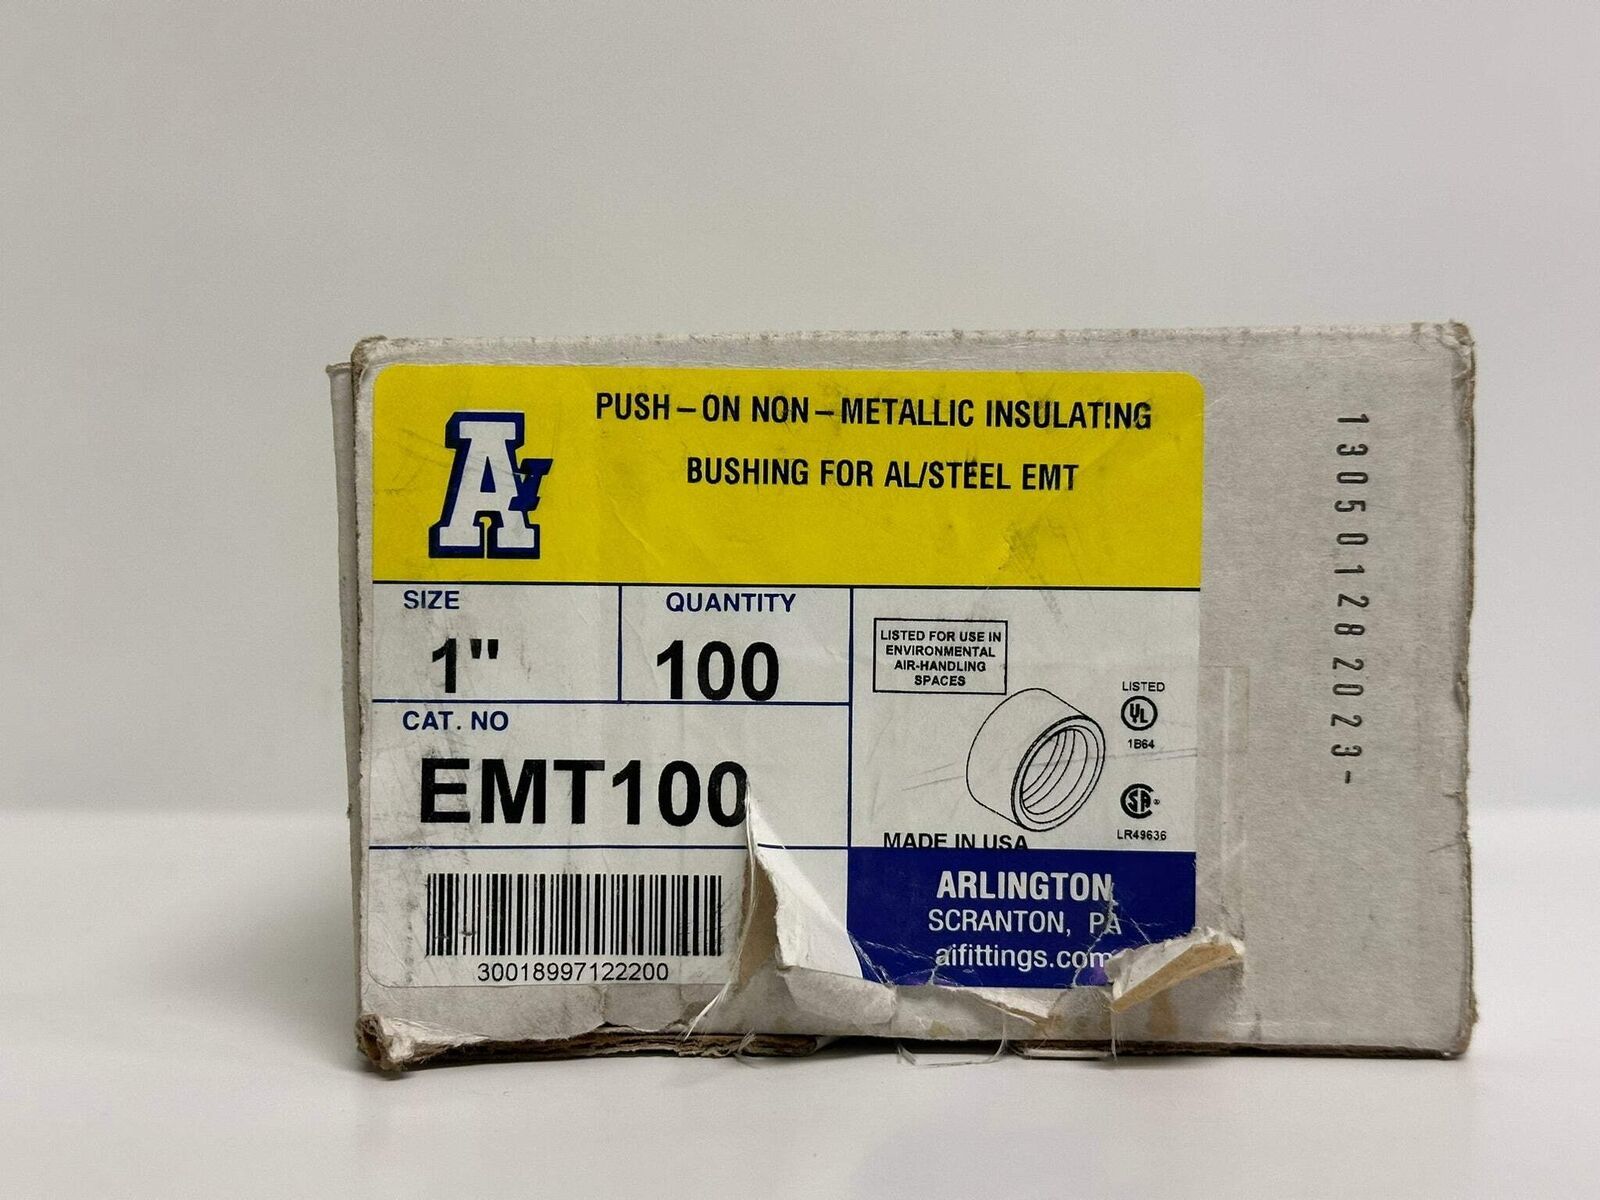 PUSH-ON NON-METALLIC INSULATING
BUSHING FOR AL/STEEL EMT
A
I
SIZE
1"
QUANTITY
100
CAT. NO
EMT100
30018997122200
LISTED FOR USE IN
ENVIRONMENTAL
AIR-HANDLING
SPACES
LISTED
UL
1B64
SA
LR49636
MADE IN USA
ARLINGTON
SCRANTON, PA
aifittings.com
13050128 2023-